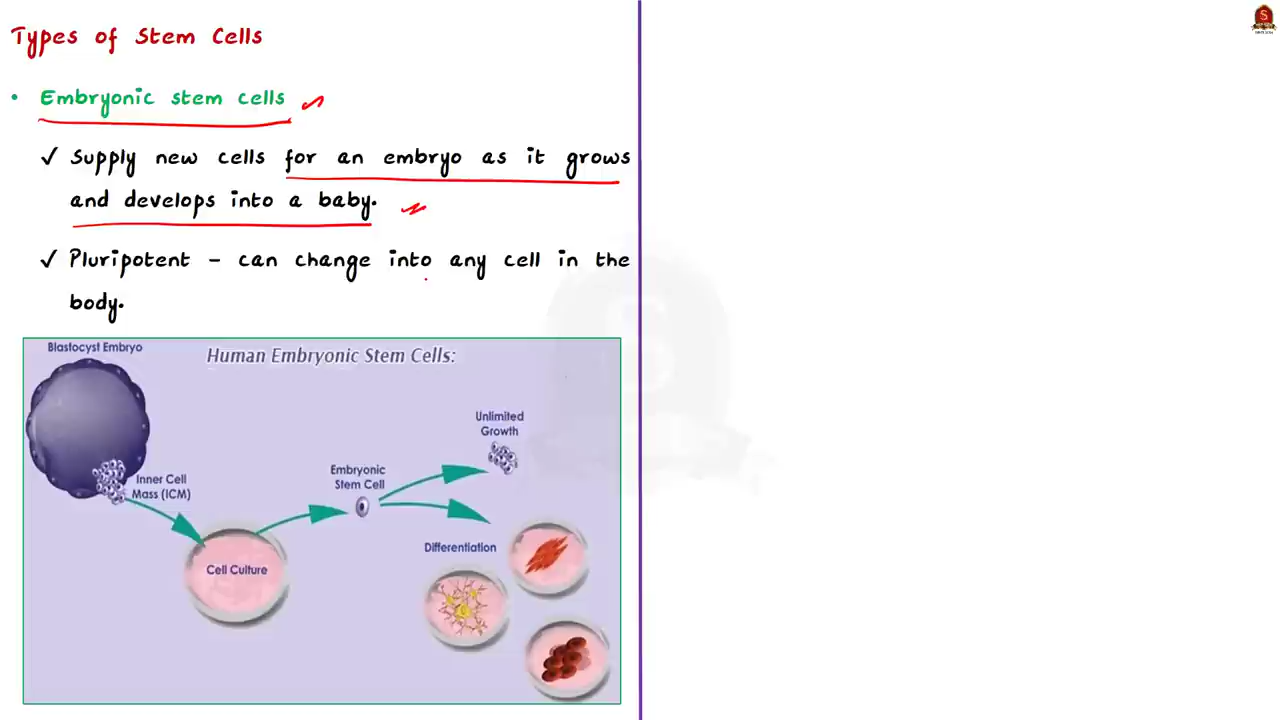 Types of Stem Cells
• Embryonic stem cells
✓ Supply new cells for an embryo as it grows
and develops into a baby.
✓ Pluripotent – can change into any cell in the
body.
Blastocyst Embryo
Human Embryonic Stem Cells:
Unlimited
Growth
Embryonic
Stem Cell
Inner Cell
Mass (ICM)
Differentiation
Cell Culture
S